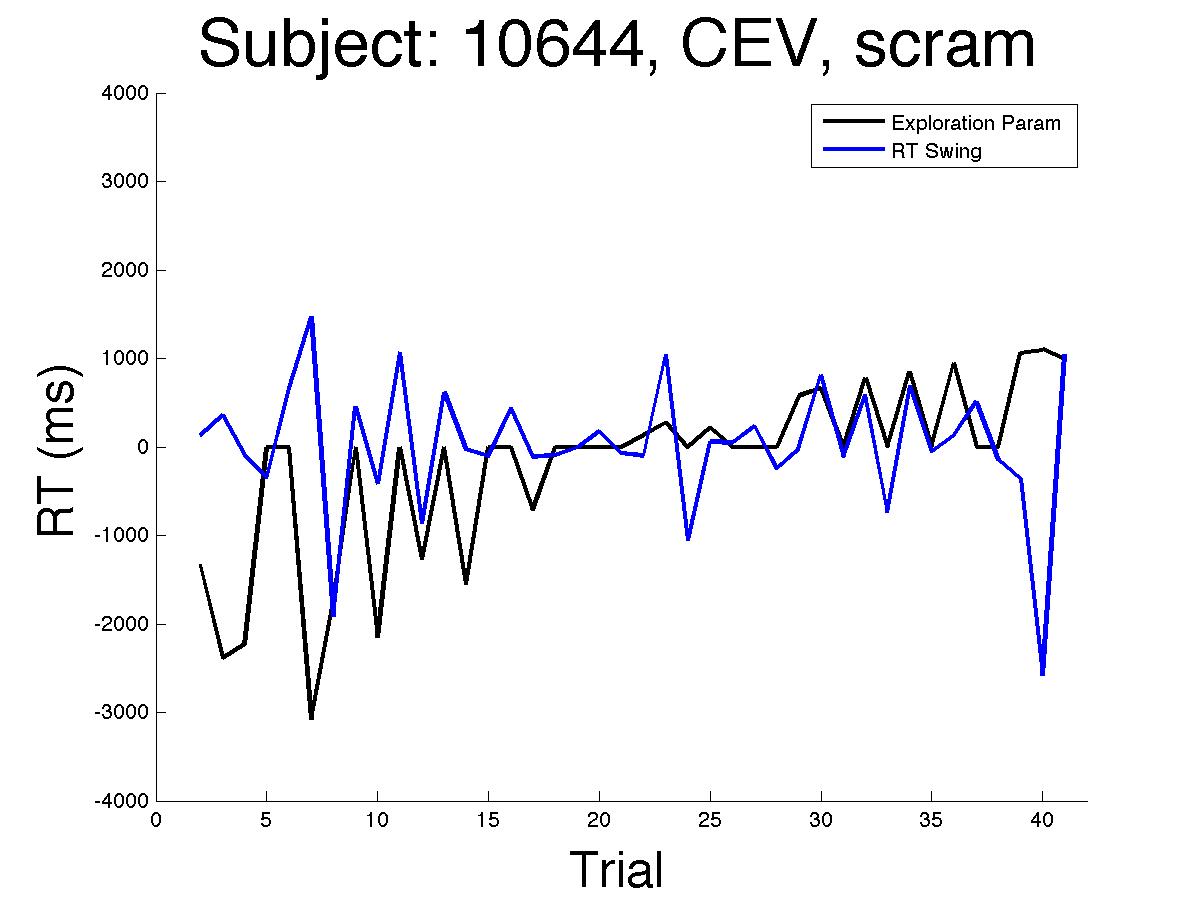 Subject: 10644, CEV, scram
4000
3000
2000
1000
0
-1000
-2000
-3000
-4000
RT (ms)
Exploration Param
RT Swing
0 5 10 15 20 25 30 35 40
Trial